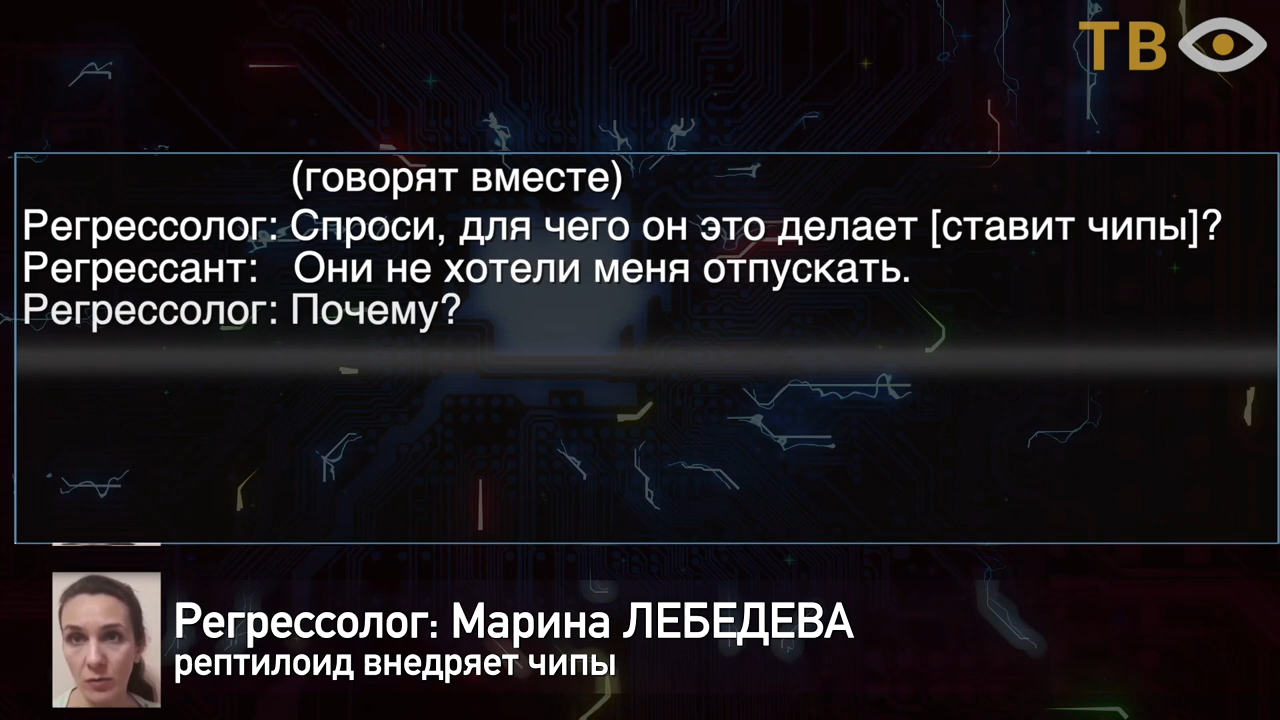 ТВ
(говорят вместе)
Регрессолог: Спроси, для чего он это делает [ставит чипы]?
Регрессант: Они не хотели меня отпускать.
Регрессолог: Почему?
Регрессолог: Марина ЛЕБЕДЕВА
рептилоид внедряет чипы